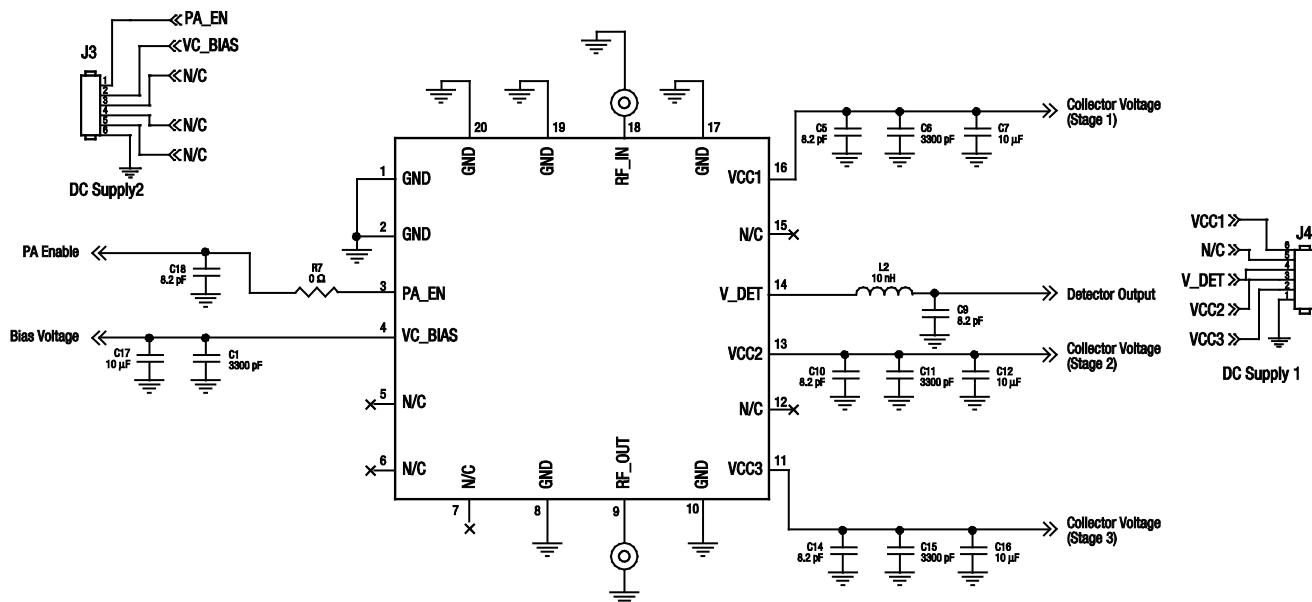 J3
1
2
3
4
5
6
PA_EN
VC_BIAS
N/C
N/C
N/C
DC Supply2
20
19
18
17
GND
GND
RF_IN
GND
1
GND
2
GND
3
PA_EN
4
VC_BIAS
5
N/C
6
N/C
7
N/C
8
GND
9
RF_OUT
10
GND
16
VCC1
15
N/C
14
V_DET
13
VCC2
12
N/C
11
VCC3
PA Enable
C18
8.2 pF
R7
0 Ω
Bias Voltage
C17
10 µF
C1
3300 pF
C5
8.2 pF
C6
3300 pF
C7
10 µF
Collector Voltage
(Stage 1)
L2
10 nH
C9
8.2 pF
Detector Output
C10
8.2 pF
C11
3300 pF
C12
10 µF
Collector Voltage
(Stage 2)
C14
8.2 pF
C15
3300 pF
C16
10 µF
Collector Voltage
(Stage 3)
VCC1
N/C
V_DET
VCC2
VCC3
J4
6
5
4
3
2
1
DC Supply 1